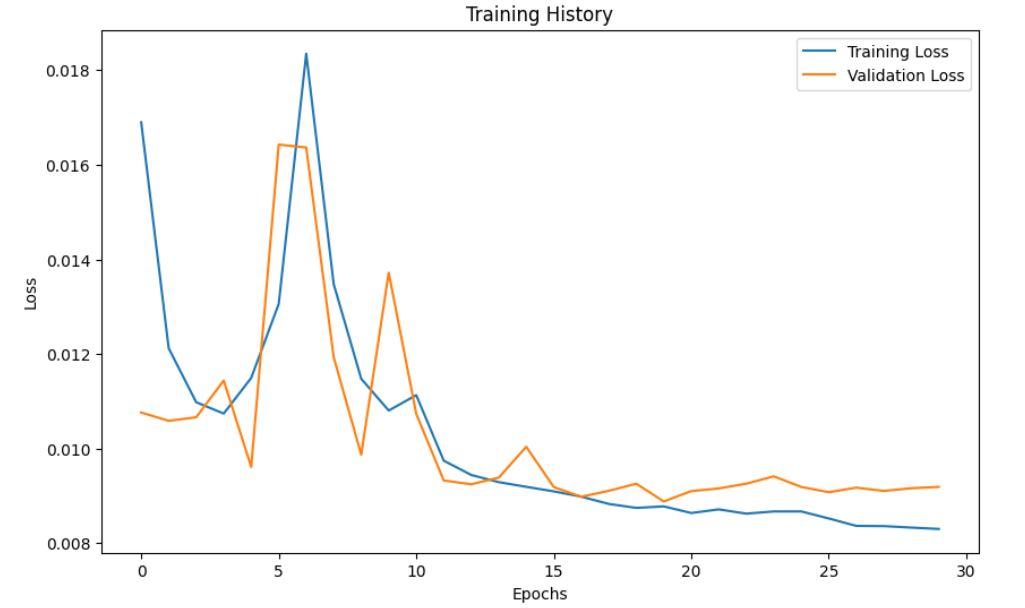 Training History
Training Loss
Validation Loss
0.018
0.016
0.014
0.012
0.010
0.008
Loss
0 5 10 15 20 25 30
Epochs